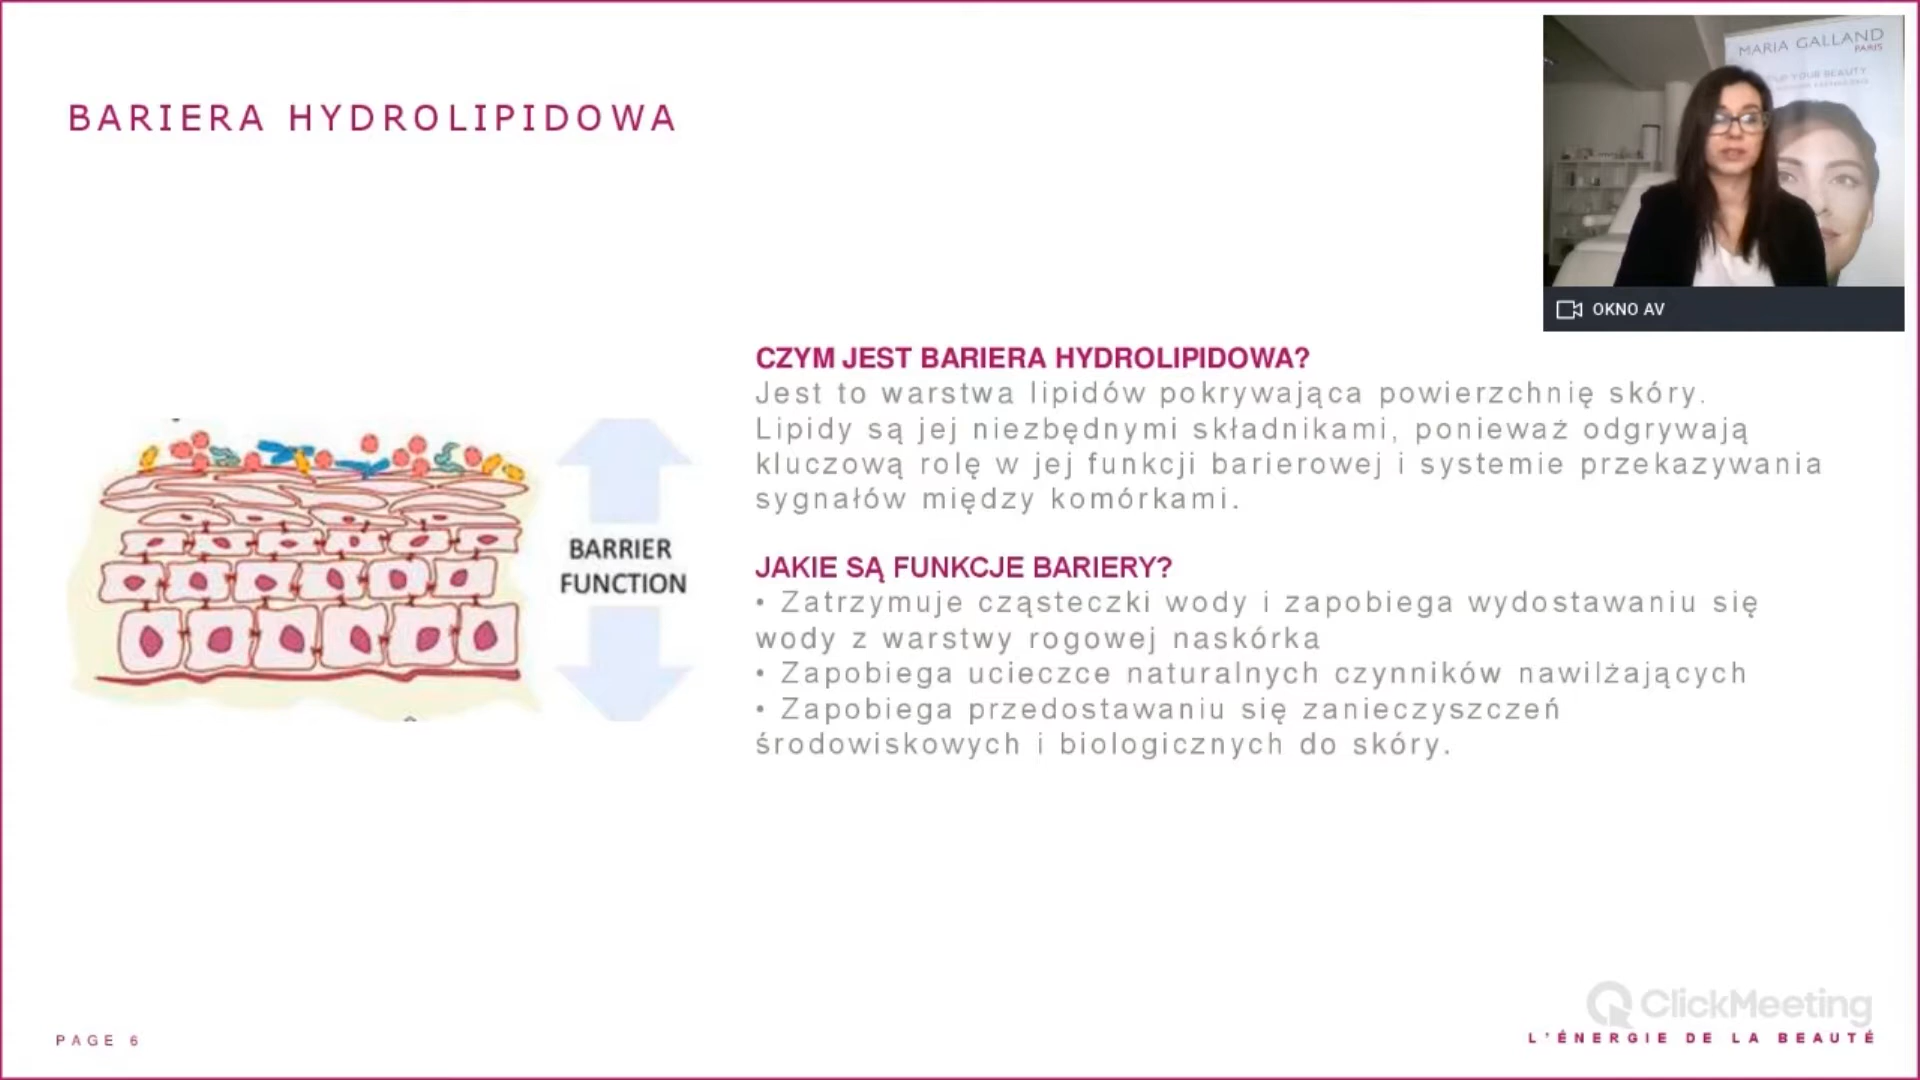 BARIERA HYDROLIPIDOWA
MARIA GALLAND
PARIS
YOUR BEAUTY
OKNO AV
CZYM JEST BARIERA HYDROLIPIDOWA?
Jest to warstwa lipidów pokrywająca powierzchnię skóry.
Lipidy są jej niezbędnymi składnikami, ponieważ odgrywają
kluczową rolę w jej funkcji barierowej i systemie przekazywania
sygnałów między komórkami.
BARRIER
FUNCTION
JAKIE SĄ FUNKCJE BARIERY?
• Zatrzymuje cząsteczki wody i zapobiega wydostawaniu się
wody z warstwy rogowej naskórka
• Zapobiega ucieczce naturalnych czynników nawilżających
• Zapobiega przedostawaniu się zanieczyszczeń
środowiskowych i biologicznych do skóry.
ClickMeeting
PAGE 6
L'ÉNERGIE DE LA BEAUTÉ